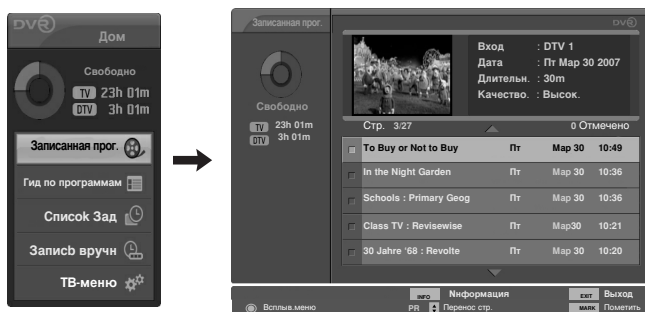 DVR
Дом
Свободно
TV 23h 01m
DTV 3h 01m
Записанная прог.
Гид по программам
Список Зад
Запись вручн
ТВ-меню
Записанная прог.
DVR
Свободно
TV 23h 01m
DTV 3h 01m
Вход : DTV 1
Дата : Пт Мар 30 2007
Длительн. : 30m
Качество. : Высок.
Стр. 3/27 0 Отмечено
To Buy or Not to Buy Пт Мар 30 10:49
In the Night Garden Пт Мар 30 10:36
Schools : Primary Geog Пт Мар 30 10:36
Class TV : Revisewise Пт Мар30 10:21
30 Jahre '68 : Revolte Пт Мар 30 10:20
INFO Nнформация EXIT Выход
Всплыв.меню PR Перенос стр. MARK Пометить